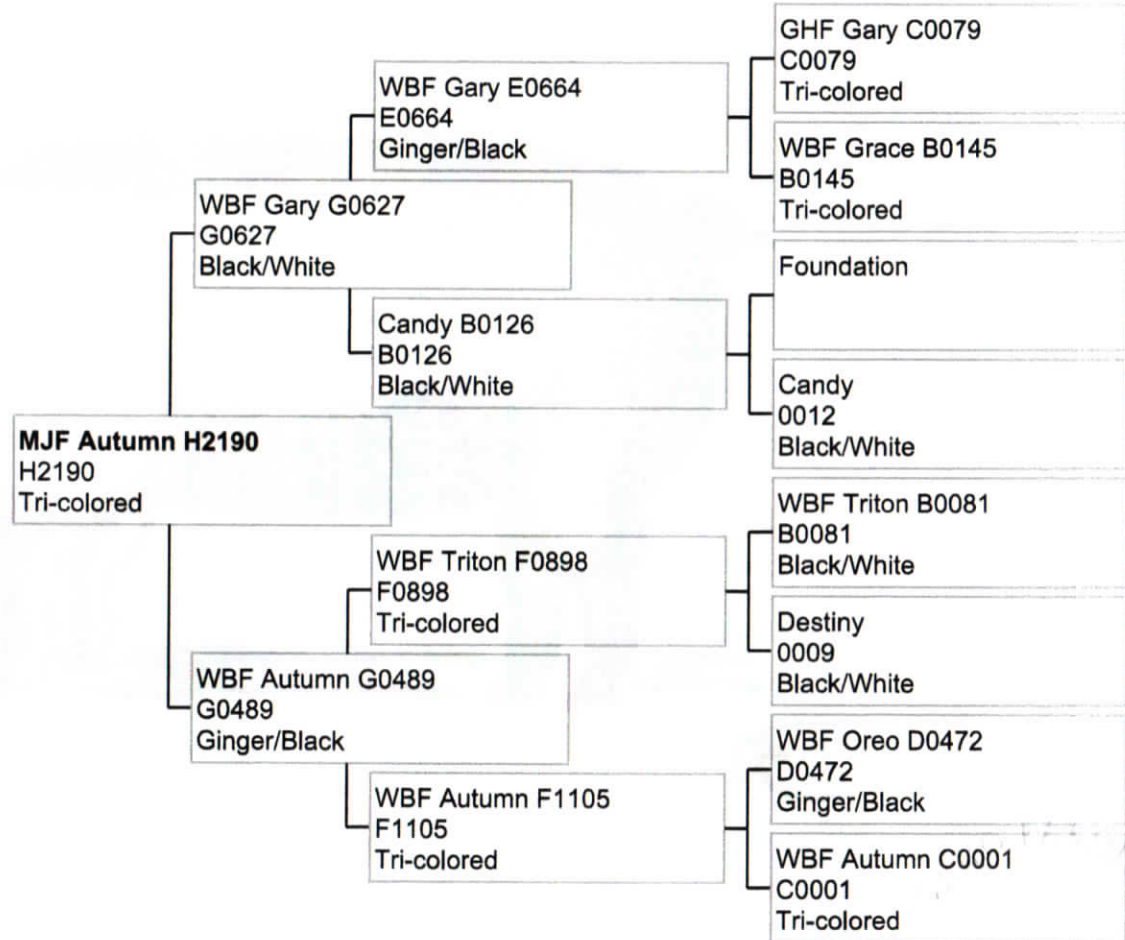 GHF Gary C0079
C0079
Tri-colored
WBF Gary E0664
E0664
Ginger/Black
WBF Grace B0145
B0145
Tri-colored
WBF Gary G0627
G0627
Black/White
Foundation
Candy B0126
B0126
Black/White
Candy
0012
Black/White
MJF Autumn H2190
H2190
Tri-colored
WBF Triton B0081
B0081
Black/White
WBF Triton F0898
F0898
Tri-colored
Destiny
0009
Black/White
WBF Autumn G0489
G0489
Ginger/Black
WBF Oreo D0472
D0472
Ginger/Black
WBF Autumn F1105
F1105
Tri-colored
WBF Autumn C0001
C0001
Tri-colored